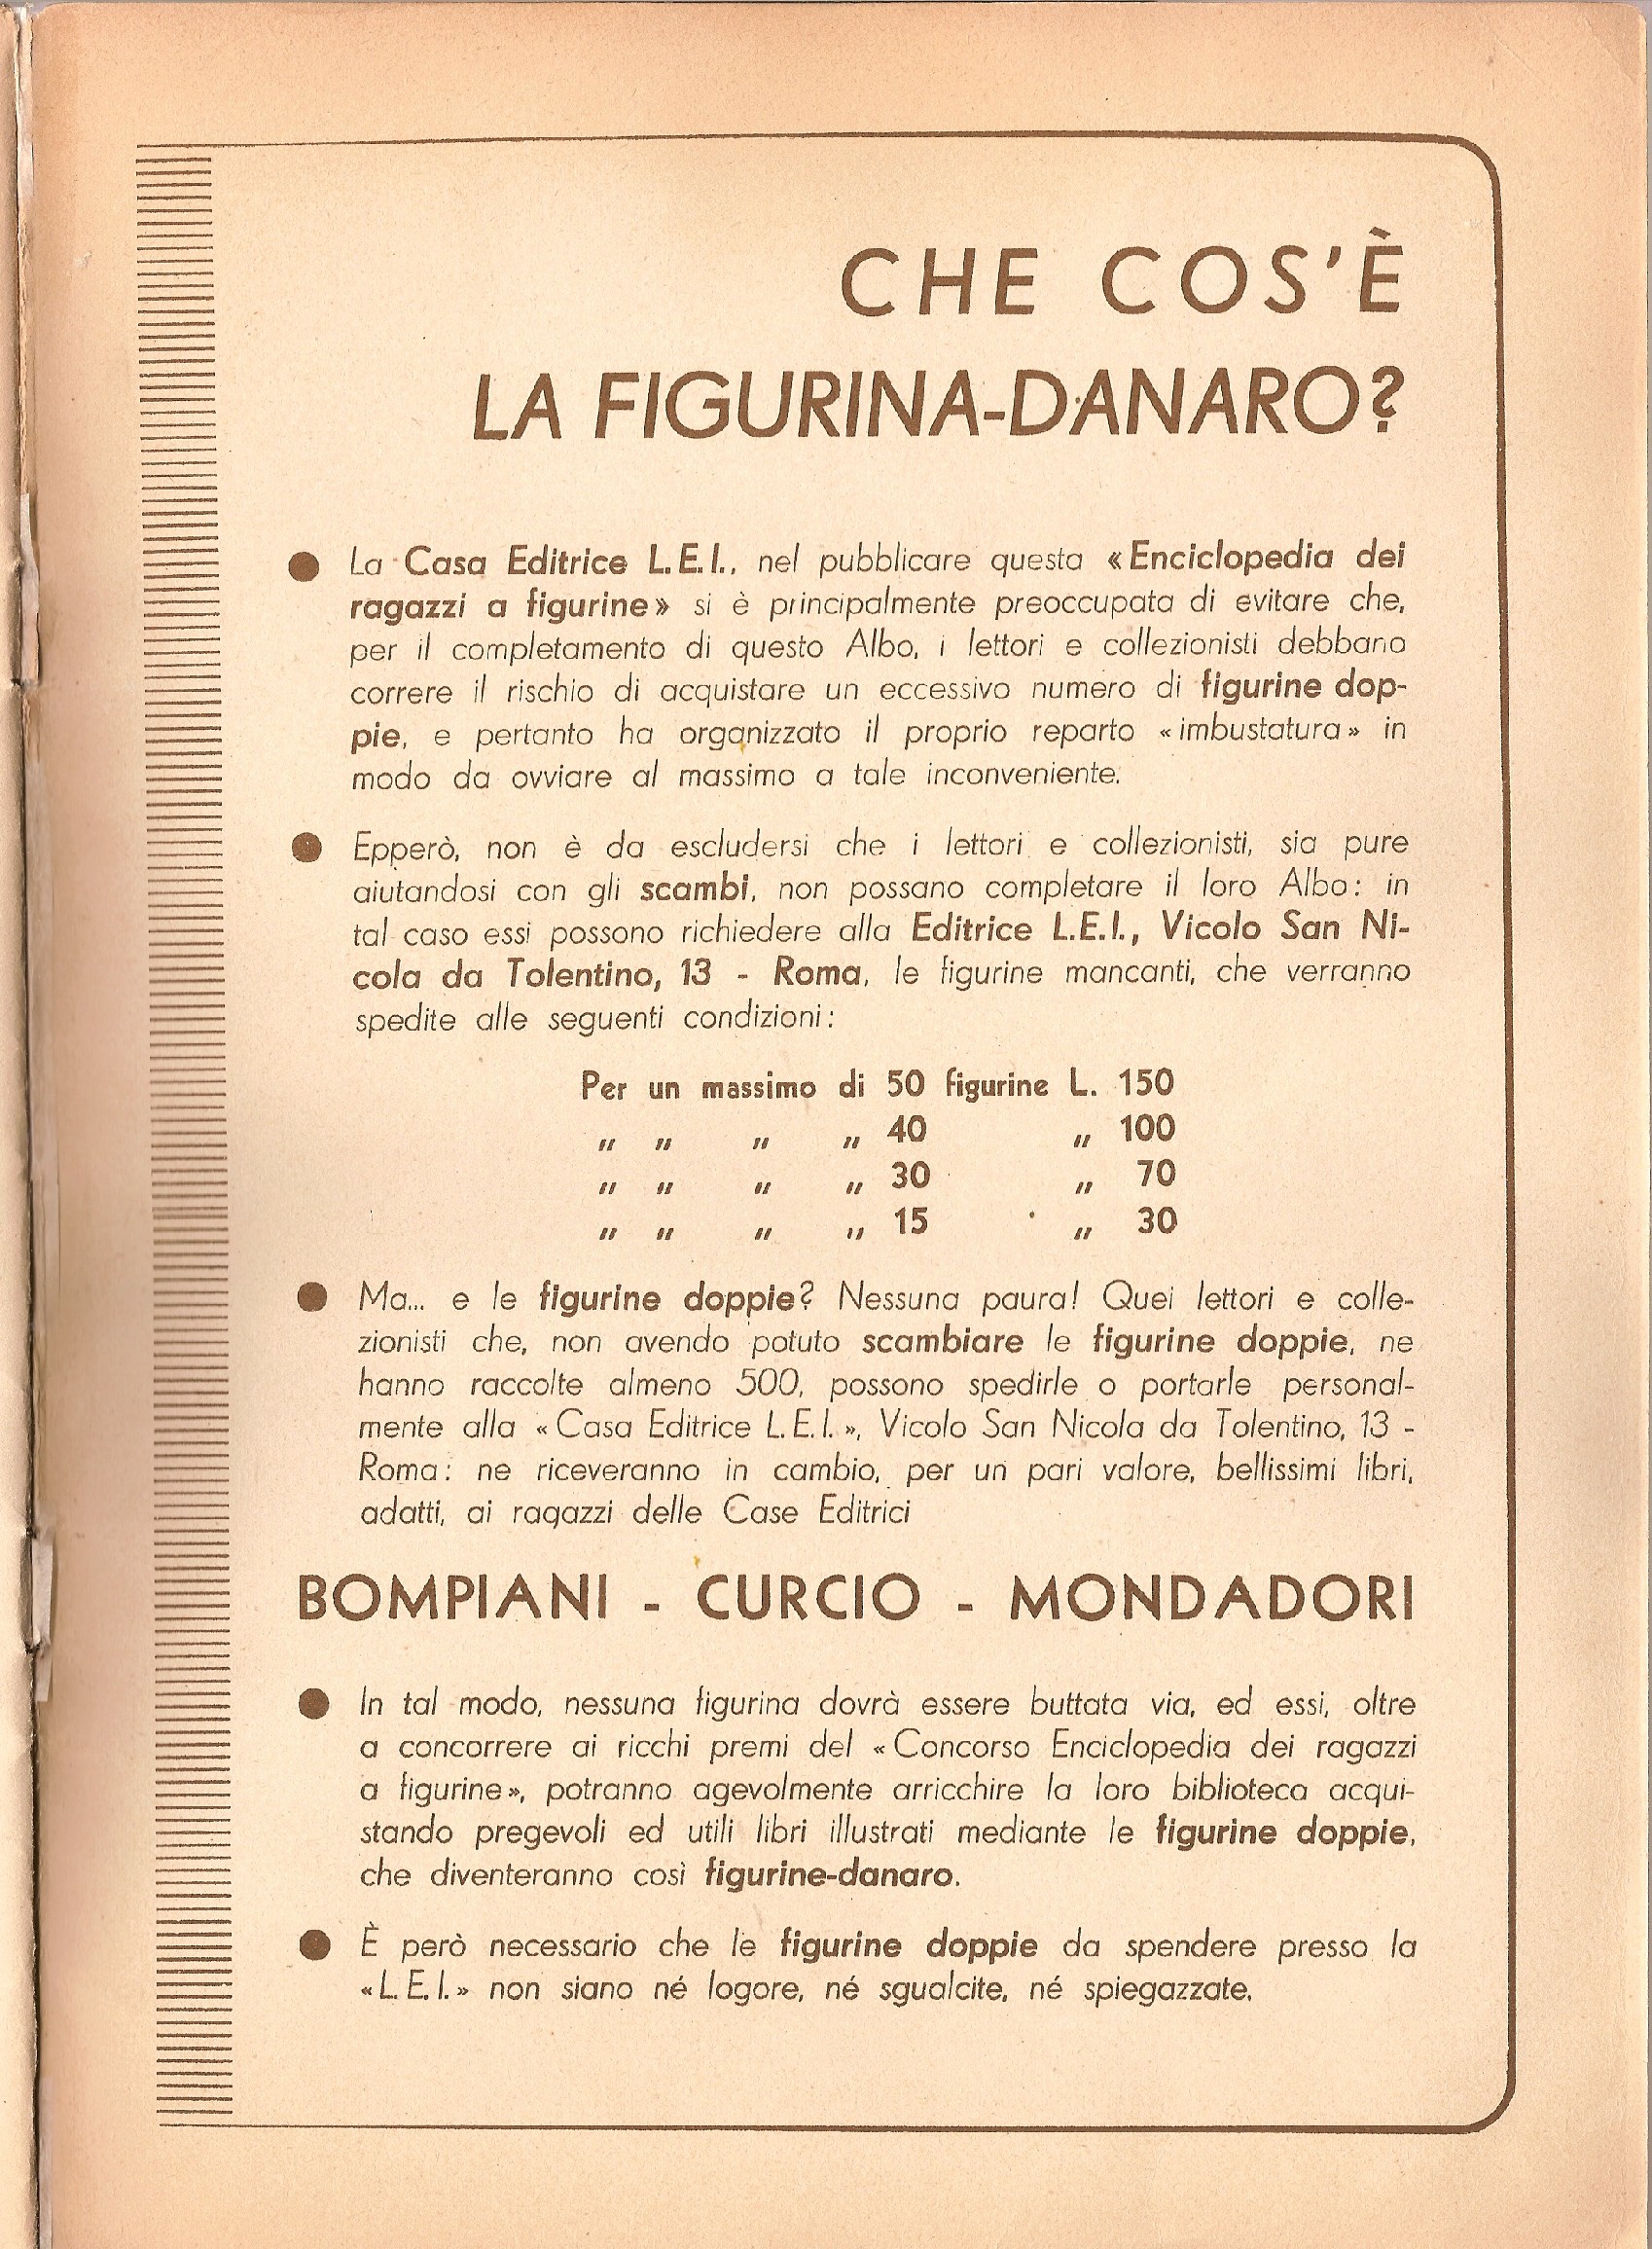 CHE COS'È
LA FIGURINA-DANARO?
● La Casa Editrice L.E.I., nel pubblicare questa «Enciclopedia dei
ragazzi a figurine» si è principalmente preoccupata di evitare che,
per il completamento di questo Albo, i lettori e collezionisti debbano
correre il rischio di acquistare un eccessivo numero di figurine dop-
pie, e pertanto ha organizzato il proprio reparto «imbustatura» in
modo da ovviare al massimo a tale inconveniente.
● Epperò, non è da escludersi che i lettori e collezionisti, sia pure
aiutandosi con gli scambi, non possano completare il loro Albo: in
tal caso essi possono richiedere alla Editrice L.E.I., Vicolo San Ni-
cola da Tolentino, 13 - Roma, le figurine mancanti, che verranno
spedite alle seguenti condizioni:
Per un massimo di 50 figurine L. 150
„ „ „ „ 40 „ 100
„ „ „ „ 30 „ 70
„ „ „ „ 15 „ 30
● Ma... e le figurine doppie? Nessuna paura! Quei lettori e colle-
zionisti che, non avendo potuto scambiare le figurine doppie, ne
hanno raccolte almeno 500, possono spedirle o portarle personal-
mente alla «Casa Editrice L.E.I.», Vicolo San Nicola da Tolentino, 13 -
Roma: ne riceveranno in cambio, per un pari valore, bellissimi libri,
adatti, ai ragazzi delle Case Editrici
BOMPIANI - CURCIO - MONDADORI
● In tal modo, nessuna figurina dovrà essere buttata via, ed essi, oltre
a concorrere ai ricchi premi del «Concorso Enciclopedia dei ragazzi
a figurine», potranno agevolmente arricchire la loro biblioteca acqui-
stando pregevoli ed utili libri illustrati mediante le figurine doppie,
che diventeranno così figurine-danaro.
● È però necessario che le figurine doppie da spendere presso la
«L.E.I.» non siano né logore, né sgualcite, né spiegazzate.